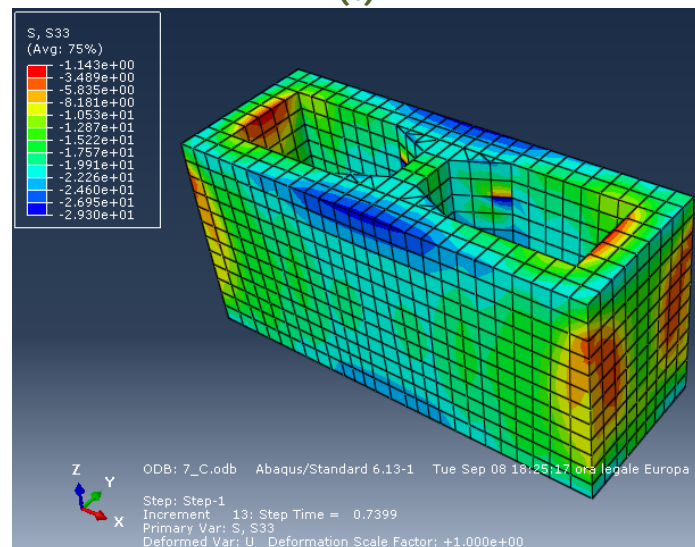 S, S33
(Avg: 75%)
-1.143e+00
-3.489e+00
-5.835e+00
-8.181e+00
-1.053e+01
-1.287e+01
-1.522e+01
-1.757e+01
-1.991e+01
-2.226e+01
-2.460e+01
-2.695e+01
-2.930e+01
Z
Y
X
ODB: 7_C.odb Abaqus/Standard 6.13-1 Tue Sep 08 18:25:17 ora legale Europa
Step: Step-1
Increment 13: Step Time = 0.7399
Primary Var: S, S33
Deformed Var: U Deformation Scale Factor: +1.000e+00